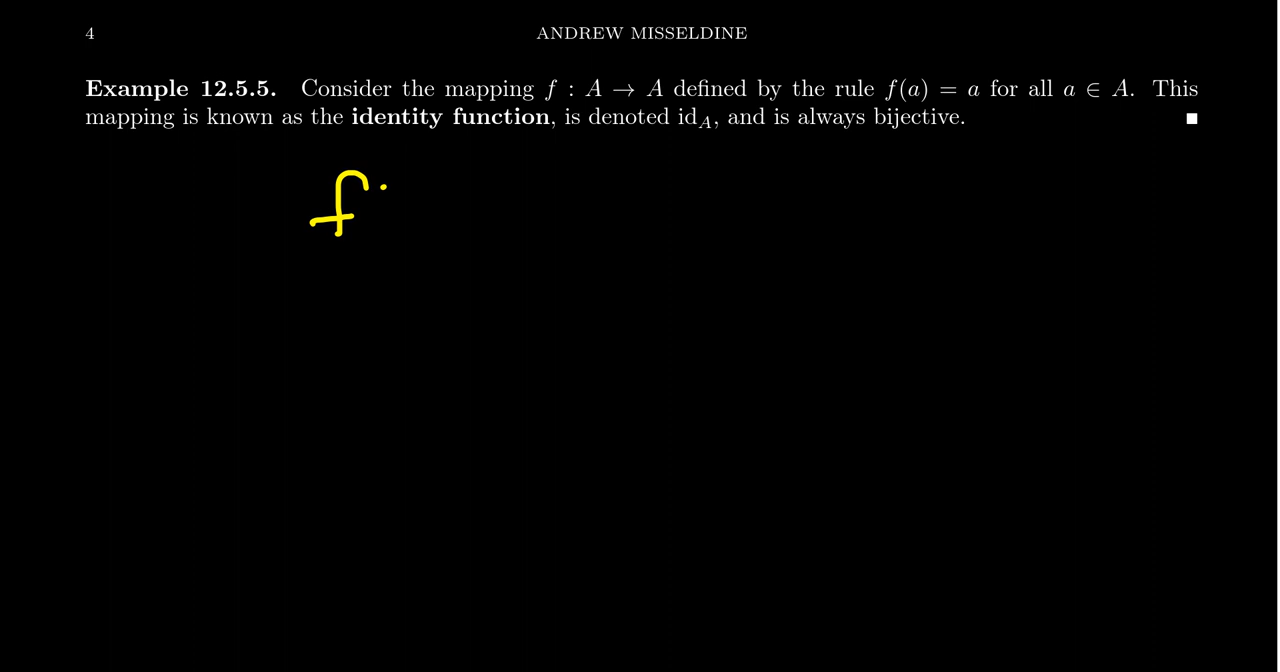 4 ANDREW MISSELDINE
Example 12.5.5. Consider the mapping f : A → A defined by the rule f(a) = a for all a ∈ A. This
mapping is known as the identity function, is denoted id_A, and is always bijective. ■
f .